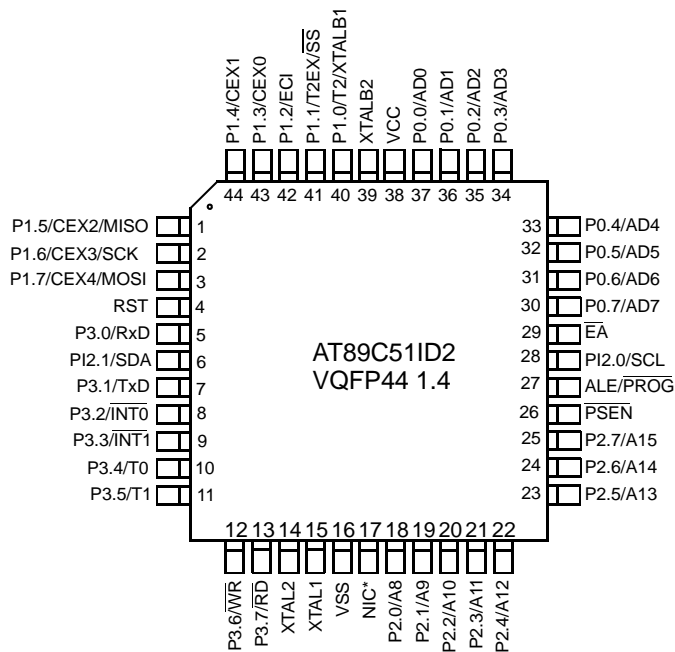 P1.4/CEX1
P1.3/CEX0
P1.2/ECI
P1.1/T2EX/S̅S̅
P1.0/T2/XTALB1
XTALB2
VCC
P0.0/AD0
P0.1/AD1
P0.2/AD2
P0.3/AD3
44 43 42 41 40 39 38 37 36 35 34
P1.5/CEX2/MISO 1
P1.6/CEX3/SCK 2
P1.7/CEX4/MOSI 3
RST 4
P3.0/RxD 5
PI2.1/SDA 6
P3.1/TxD 7
P3.2/I̅N̅T̅0̅ 8
P3.3/I̅N̅T̅1̅ 9
P3.4/T0 10
P3.5/T1 11
AT89C51ID2
VQFP44 1.4
33 P0.4/AD4
32 P0.5/AD5
31 P0.6/AD6
30 P0.7/AD7
29 E̅A̅
28 PI2.0/SCL
27 ALE/P̅R̅O̅G̅
26 P̅S̅E̅N̅
25 P2.7/A15
24 P2.6/A14
23 P2.5/A13
12 13 14 15 16 17 18 19 20 21 22
P3.6/W̅R̅
P3.7/R̅D̅
XTAL2
XTAL1
VSS
NIC*
P2.0/A8
P2.1/A9
P2.2/A10
P2.3/A11
P2.4/A12